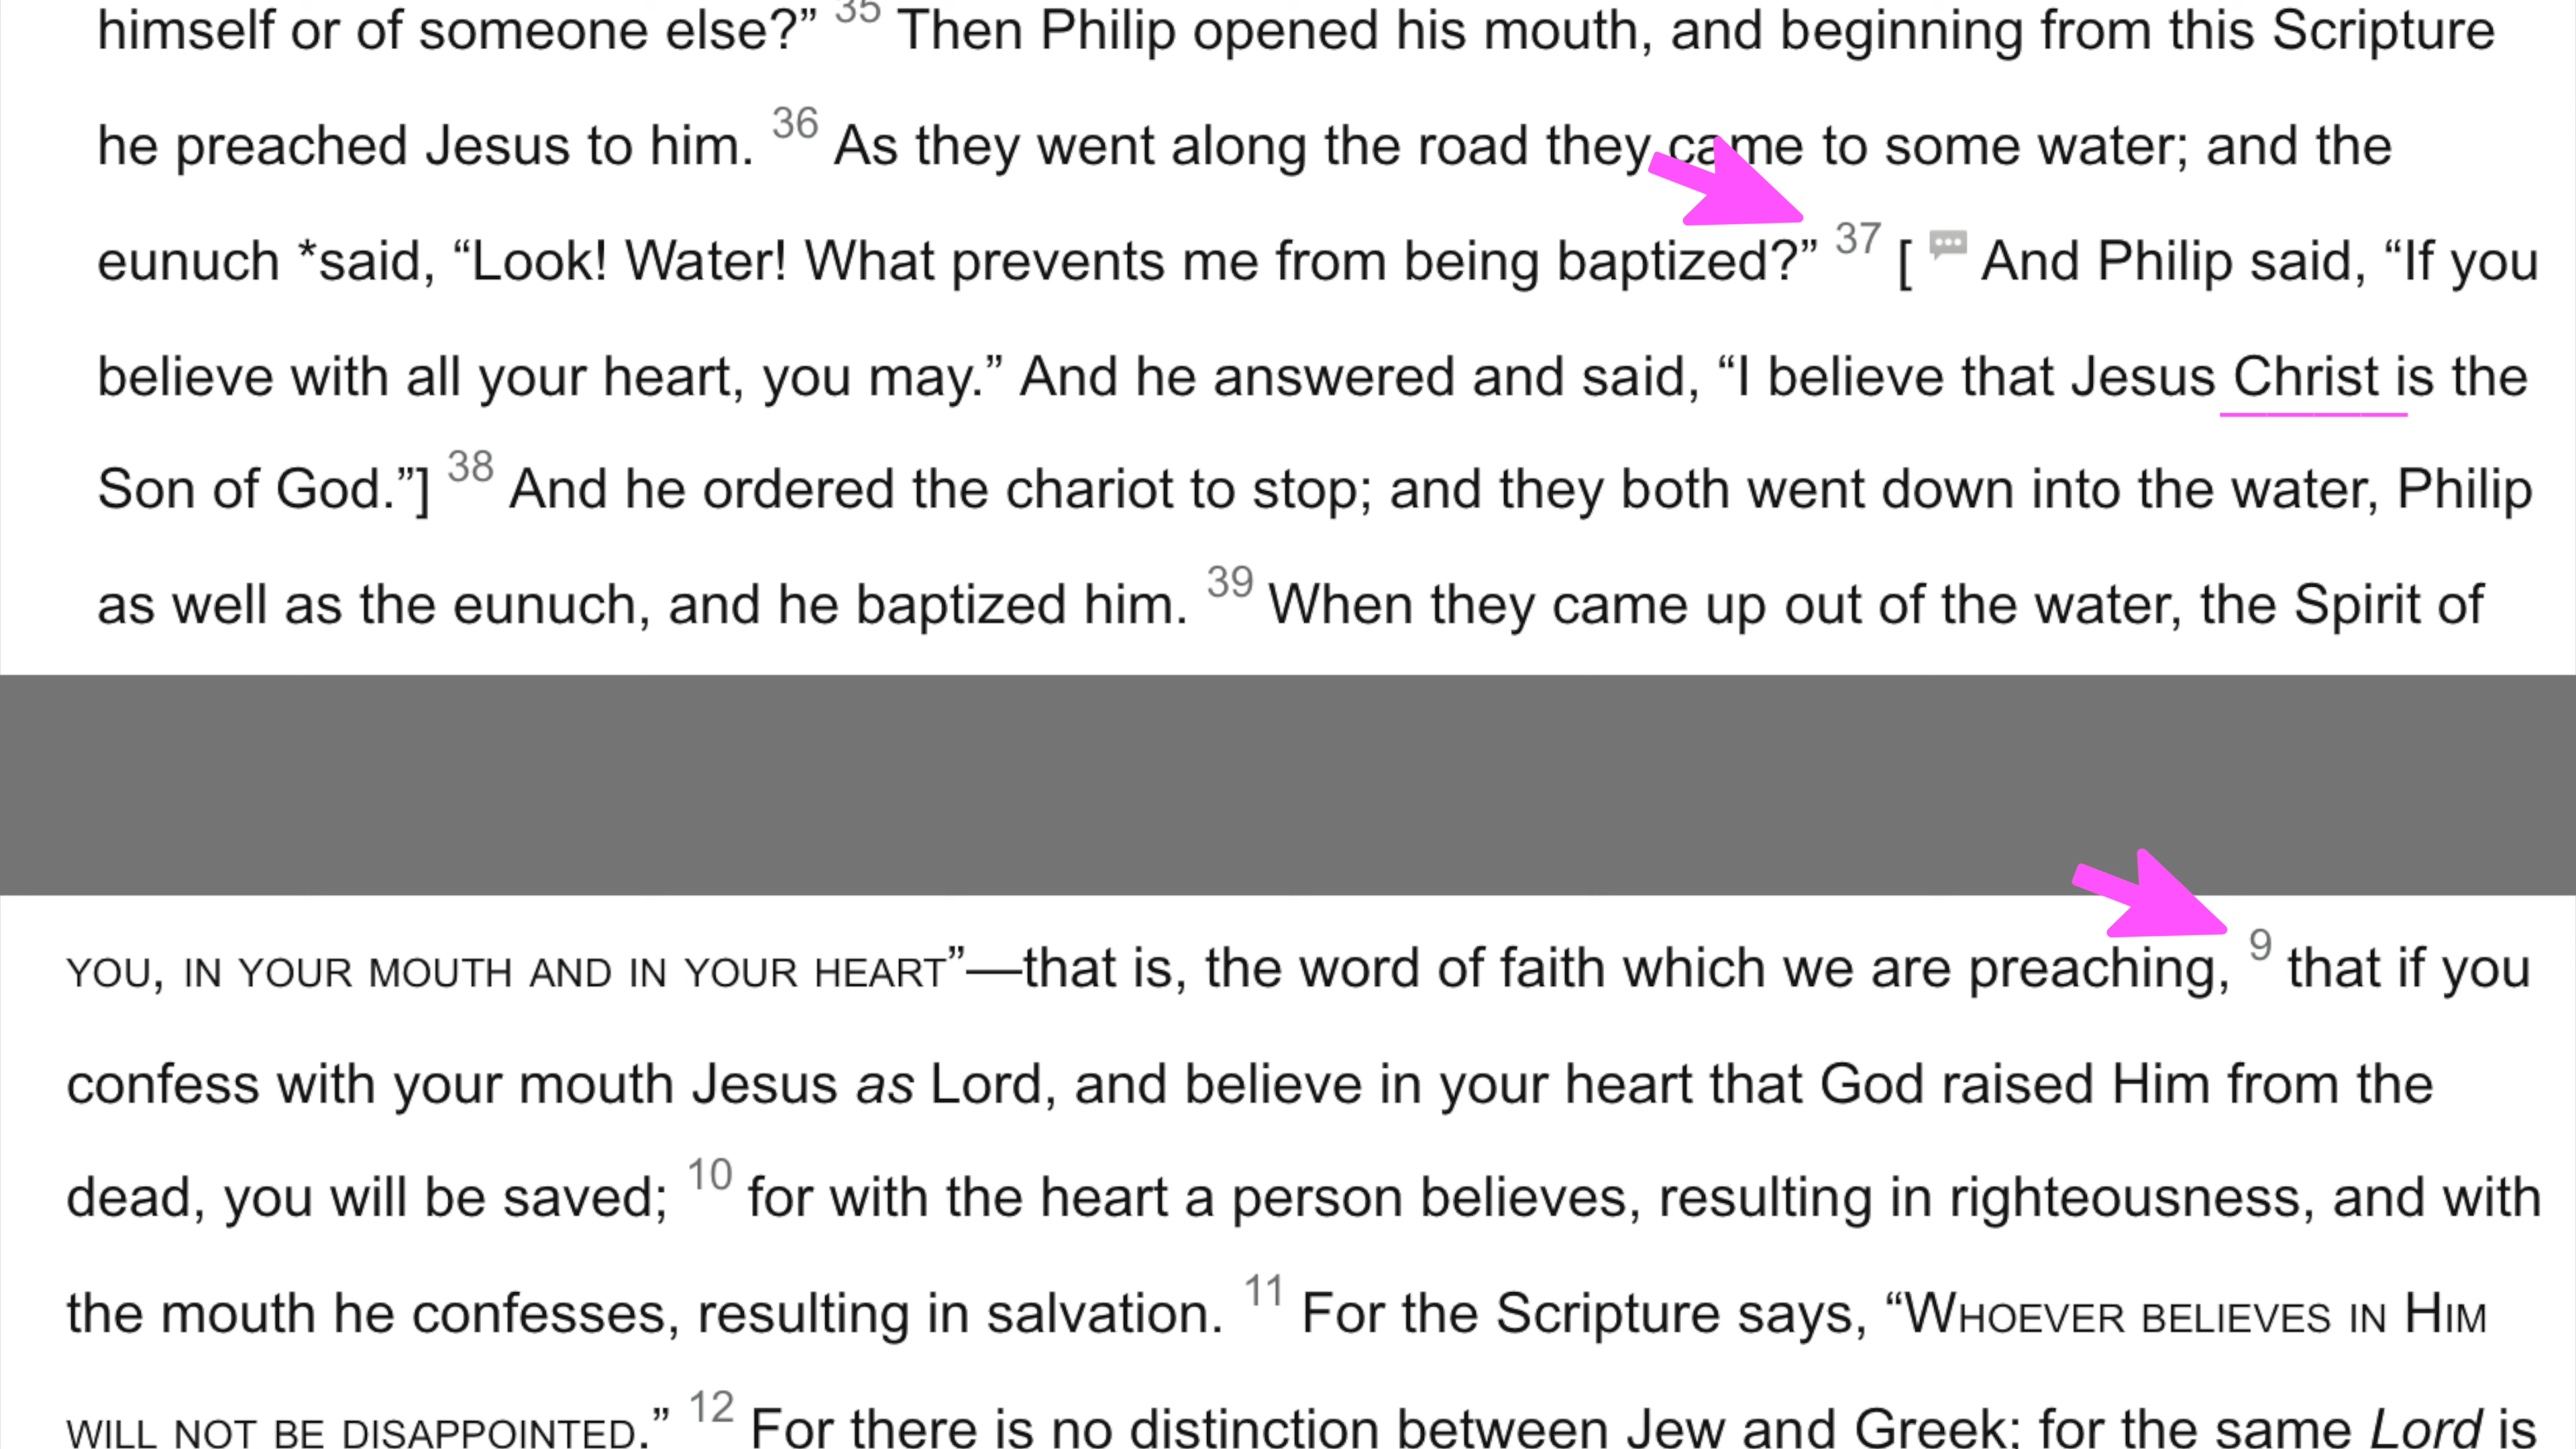 himself or of someone else?” 35 Then Philip opened his mouth, and beginning from this Scripture
he preached Jesus to him. 36 As they went along the road they came to some water; and the
eunuch *said, “Look! Water! What prevents me from being baptized?” 37 [ And Philip said, “If you
believe with all your heart, you may.” And he answered and said, “I believe that Jesus Christ is the
Son of God.”] 38 And he ordered the chariot to stop; and they both went down into the water, Philip
as well as the eunuch, and he baptized him. 39 When they came up out of the water, the Spirit of
YOU, IN YOUR MOUTH AND IN YOUR HEART”—that is, the word of faith which we are preaching, 9 that if you
confess with your mouth Jesus as Lord, and believe in your heart that God raised Him from the
dead, you will be saved; 10 for with the heart a person believes, resulting in righteousness, and with
the mouth he confesses, resulting in salvation. 11 For the Scripture says, “WHOEVER BELIEVES IN HIM
WILL NOT BE DISAPPOINTED.” 12 For there is no distinction between Jew and Greek; for the same Lord is